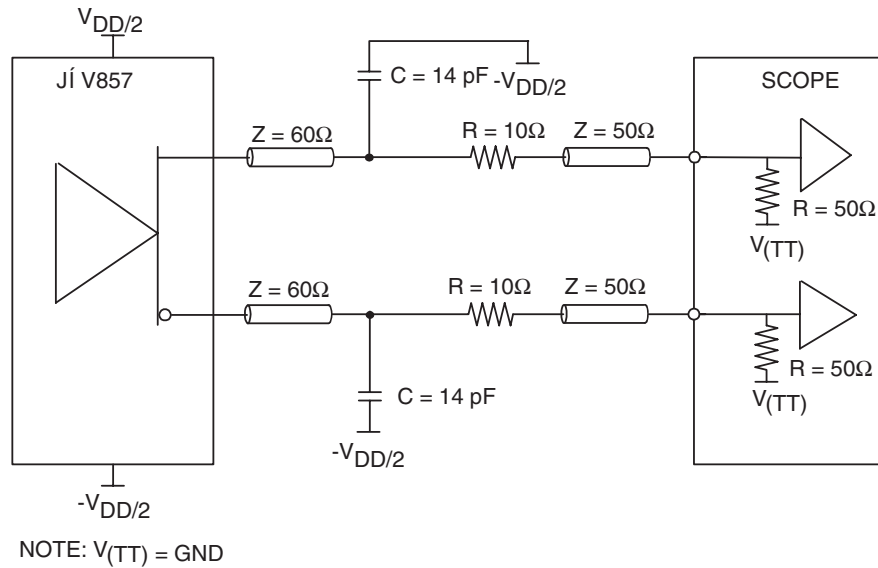 VDD/2
JÍ V857
C = 14 pF
-VDD/2
SCOPE
Z = 60Ω
R = 10Ω
Z = 50Ω
R = 50Ω
V(TT)
Z = 60Ω
R = 10Ω
Z = 50Ω
R = 50Ω
V(TT)
C = 14 pF
-VDD/2
-VDD/2
NOTE: V(TT) = GND